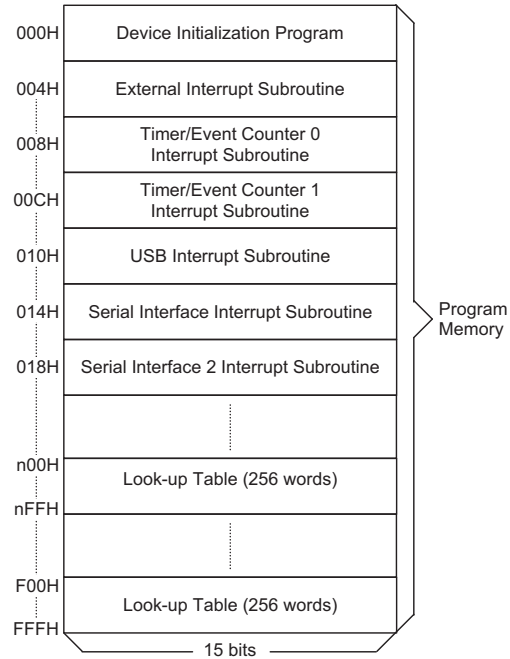 000H
Device Initialization Program
004H
External Interrupt Subroutine
008H
Timer/Event Counter 0
Interrupt Subroutine
00CH
Timer/Event Counter 1
Interrupt Subroutine
010H
USB Interrupt Subroutine
014H
Serial Interface Interrupt Subroutine
018H
Serial Interface 2 Interrupt Subroutine
Program
Memory
n00H
Look-up Table (256 words)
nFFH
F00H
Look-up Table (256 words)
FFFH
15 bits